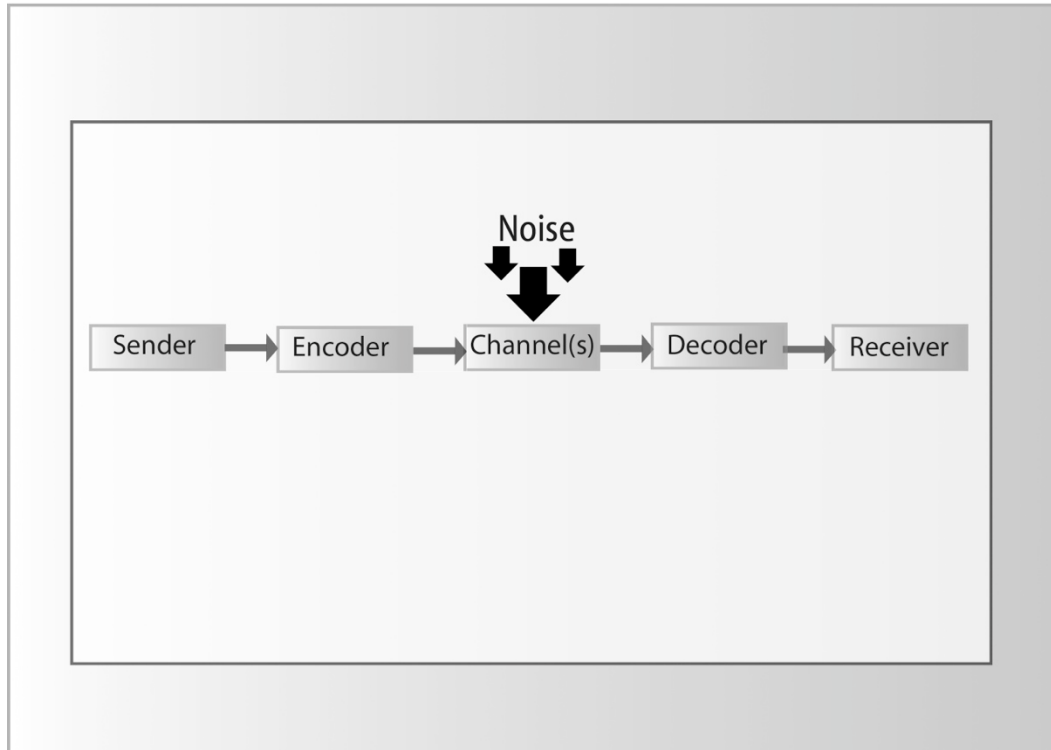 Noise
Sender
Encoder
Channel(s)
Decoder
Receiver